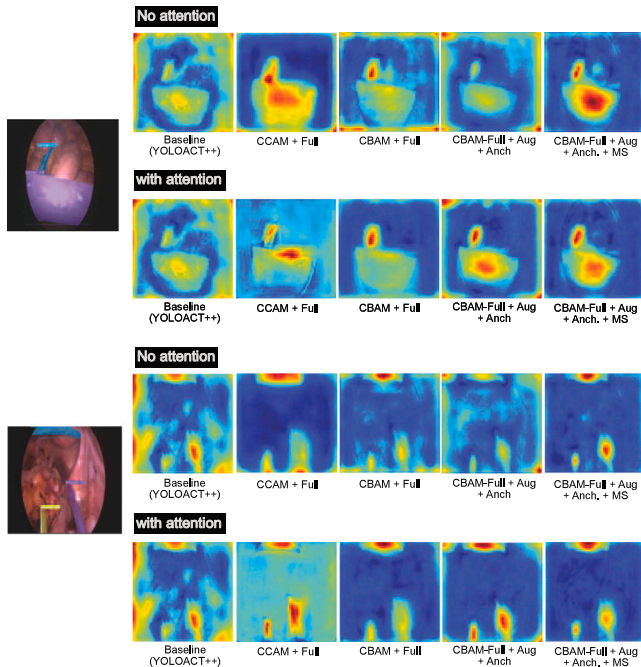 No attention
Baseline
(YOLOACT++)
CCAM + Full
CBAM + Full
CBAM-Full + Aug
+ Anch
CBAM-Full + Aug
+ Anch. + MS
with attention
Baseline
(YOLOACT++)
CCAM + Full
CBAM + Full
CBAM-Full + Aug
+ Anch
CBAM-Full + Aug
+ Anch. + MS
No attention
Baseline
(YOLOACT++)
CCAM + Full
CBAM + Full
CBAM-Full + Aug
+ Anch
CBAM-Full + Aug
+ Anch. + MS
with attention
Baseline
(YOLOACT++)
CCAM + Full
CBAM + Full
CBAM-Full + Aug
+ Anch
CBAM-Full + Aug
+ Anch. + MS